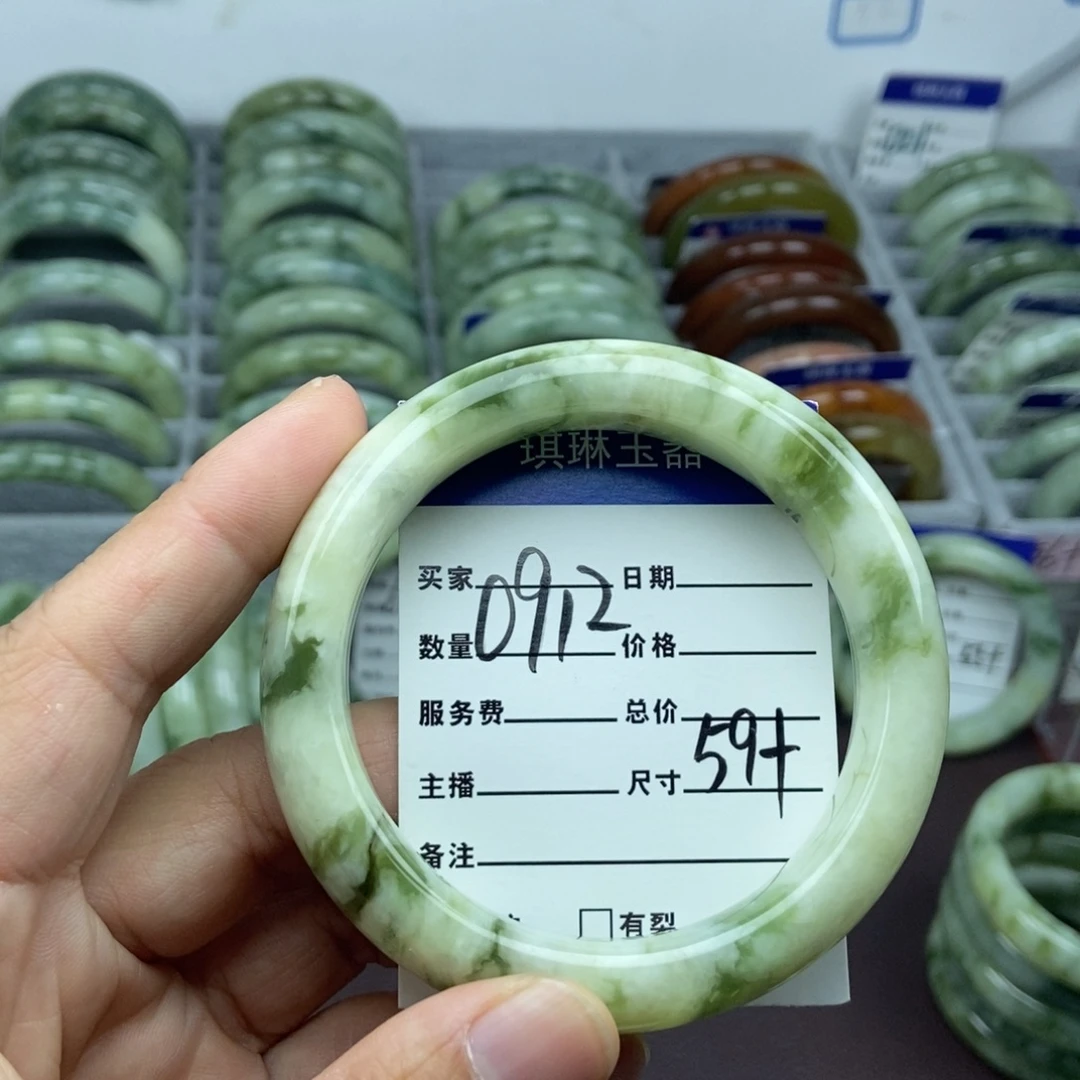 琪琳玉器
买家 0912 日期
数量 价格
服务费 总价
主播 尺寸 59+
备注
有裂